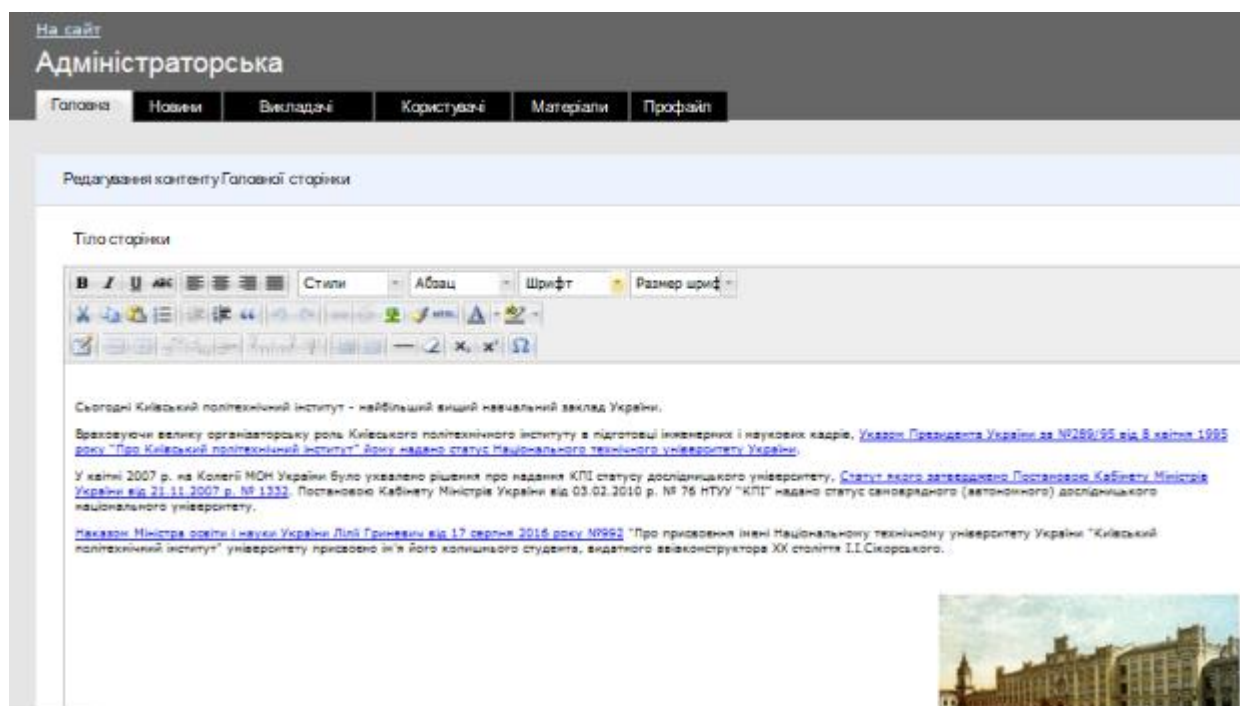 На сайт
Адміністраторська
Головна Новини Викладачі Користувачі Матеріали Профайл
Редагування контенту Головної сторінки
Тіло сторінки
B I U ABC Стили Абзац Шрифт Размер шриф
HTML A
Сьогодні Київський політехнічний інститут - найбільший вищий навчальний заклад України.
Враховуючи велику організаторську роль Київського політехнічного інституту в підготовці інженерних і наукових кадрів, Указом Президента України за №289/95 від 8 квітня 1995
року "Про Київський політехнічний інститут" йому надано статус Національного технічного університету України.
У квітні 2007 р. на Колегії МОН України було ухвалено рішення про надання КПІ статусу дослідницького університету, Статут якого затверджено Постановою Кабінету Міністрів
України від 21.11.2007 р. № 1332. Постановою Кабінету Міністрів України від 03.02.2010 р. № 76 НТУУ "КПІ" надано статус самоврядного (автономного) дослідницького
національного університету.
Наказом Міністра освіти і науки України Лілії Гриневич від 17 серпня 2016 року №992 "Про присвоєння імені Національному технічному університету України "Київський
політехнічний інститут" університету присвоєно ім'я його колишнього студента, видатного авіаконструктора ХХ століття І.І.Сікорського.